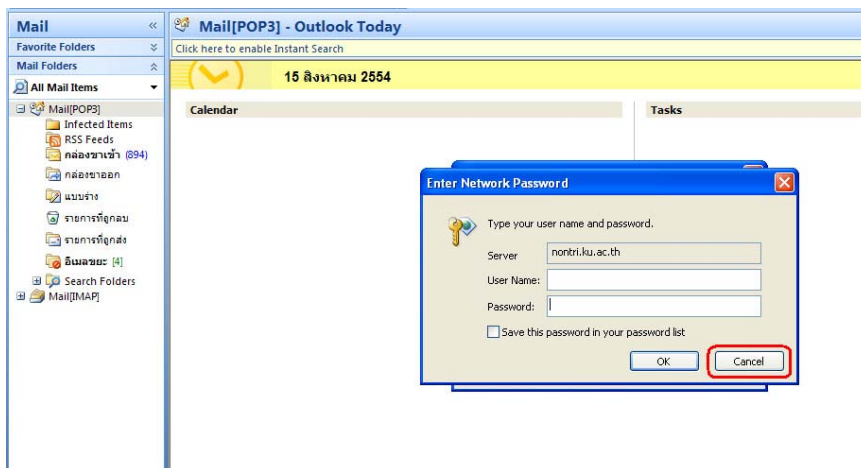 Mail «
Mail[POP3] - Outlook Today
Favorite Folders
Click here to enable Instant Search
Mail Folders
All Mail Items
15 สิงหาคม 2554
Mail[POP3]
Infected Items
RSS Feeds
กล่องขาเข้า (894)
กล่องขาออก
แบบร่าง
รายการที่ถูกลบ
รายการที่ถูกส่ง
อีเมลขยะ [4]
Search Folders
Mail[IMAP]
Calendar
Tasks
Enter Network Password
Type your user name and password.
Server nontri.ku.ac.th
User Name:
Password:
Save this password in your password list
OK Cancel